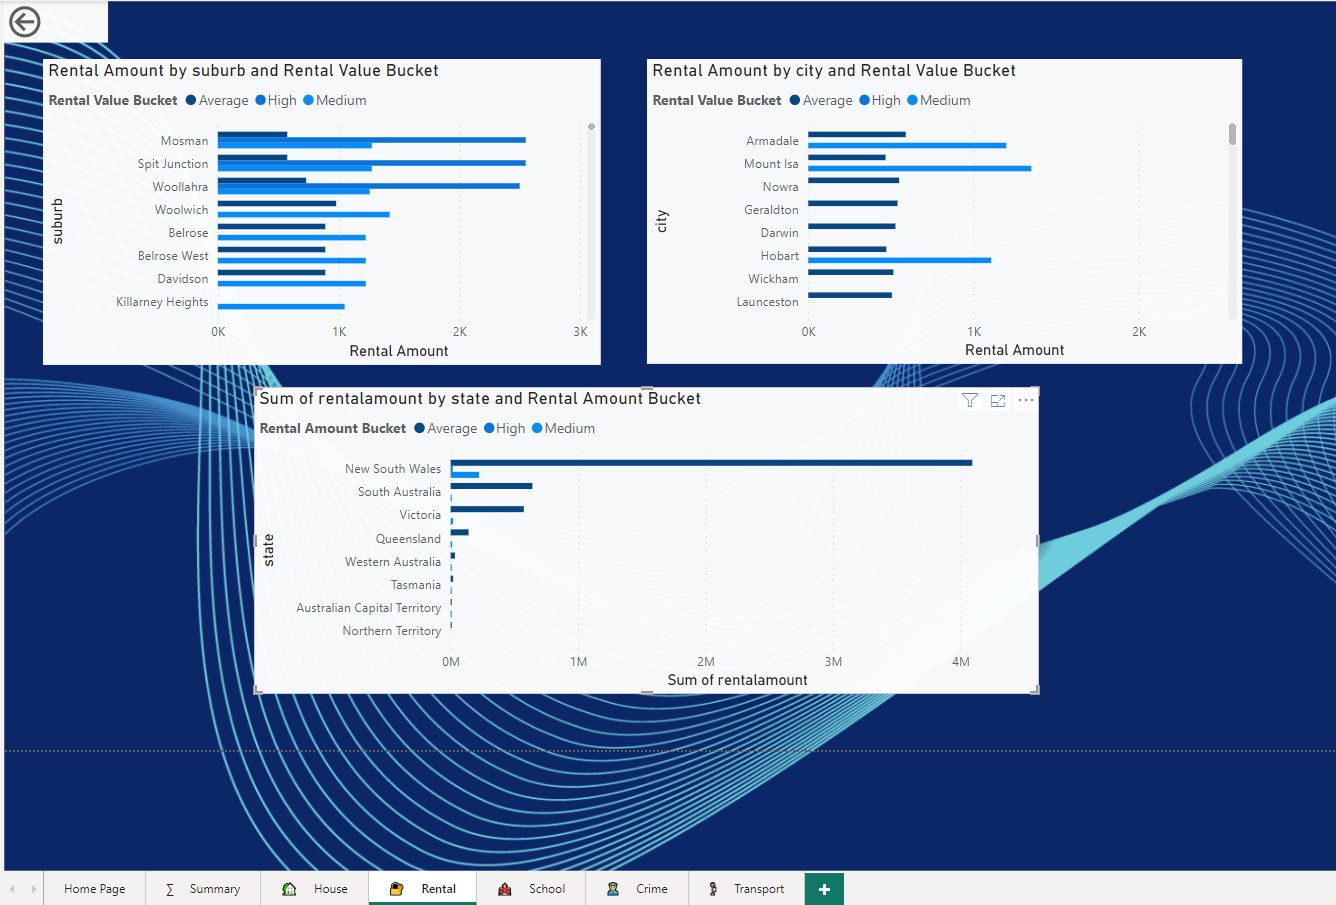 Rental Amount by suburb and Rental Value Bucket
Rental Value Bucket Average High Medium
suburb
Mosman
Spit Junction
Woollahra
Woolwich
Belrose
Belrose West
Davidson
Killarney Heights
0K 1K 2K 3K
Rental Amount
Rental Amount by city and Rental Value Bucket
Rental Value Bucket Average High Medium
city
Armadale
Mount Isa
Nowra
Geraldton
Darwin
Hobart
Wickham
Launceston
0K 1K 2K
Rental Amount
Sum of rentalamount by state and Rental Amount Bucket
Rental Amount Bucket Average High Medium
state
New South Wales
South Australia
Victoria
Queensland
Western Australia
Tasmania
Australian Capital Territory
Northern Territory
0M 1M 2M 3M 4M
Sum of rentalamount
Home Page Σ Summary House Rental School Crime Transport +